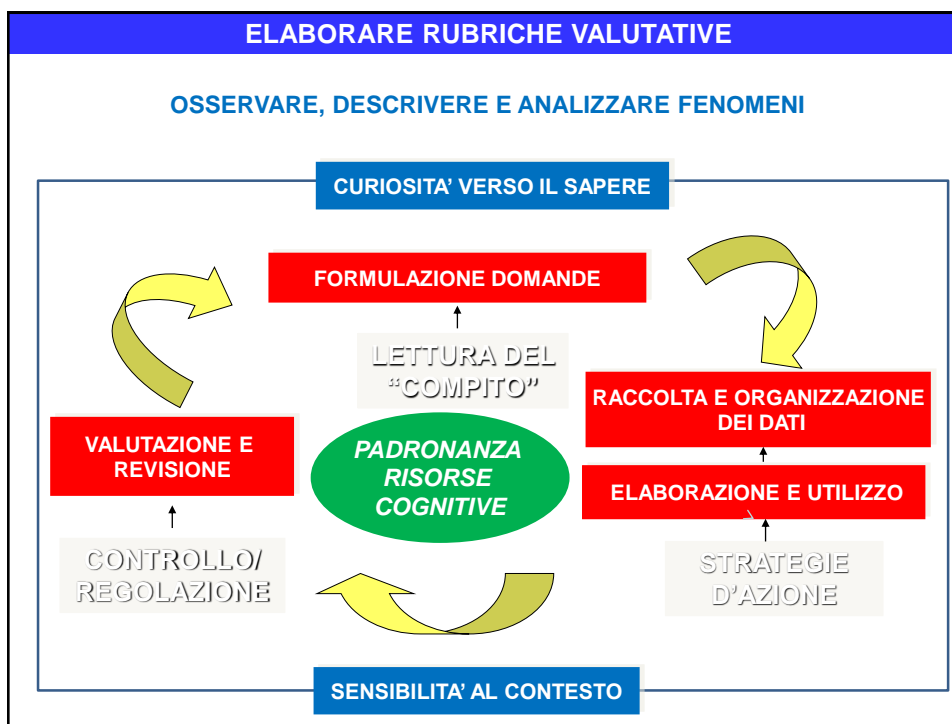 ELABORARE RUBRICHE VALUTATIVE
OSSERVARE, DESCRIVERE E ANALIZZARE FENOMENI
CURIOSITA’ VERSO IL SAPERE
FORMULAZIONE DOMANDE
LETTURA DEL
“COMPITO”
RACCOLTA E ORGANIZZAZIONE
DEI DATI
VALUTAZIONE E
REVISIONE
PADRONANZA
RISORSE
COGNITIVE
ELABORAZIONE E UTILIZZO
CONTROLLO/
REGOLAZIONE
STRATEGIE
D’AZIONE
SENSIBILITA’ AL CONTESTO